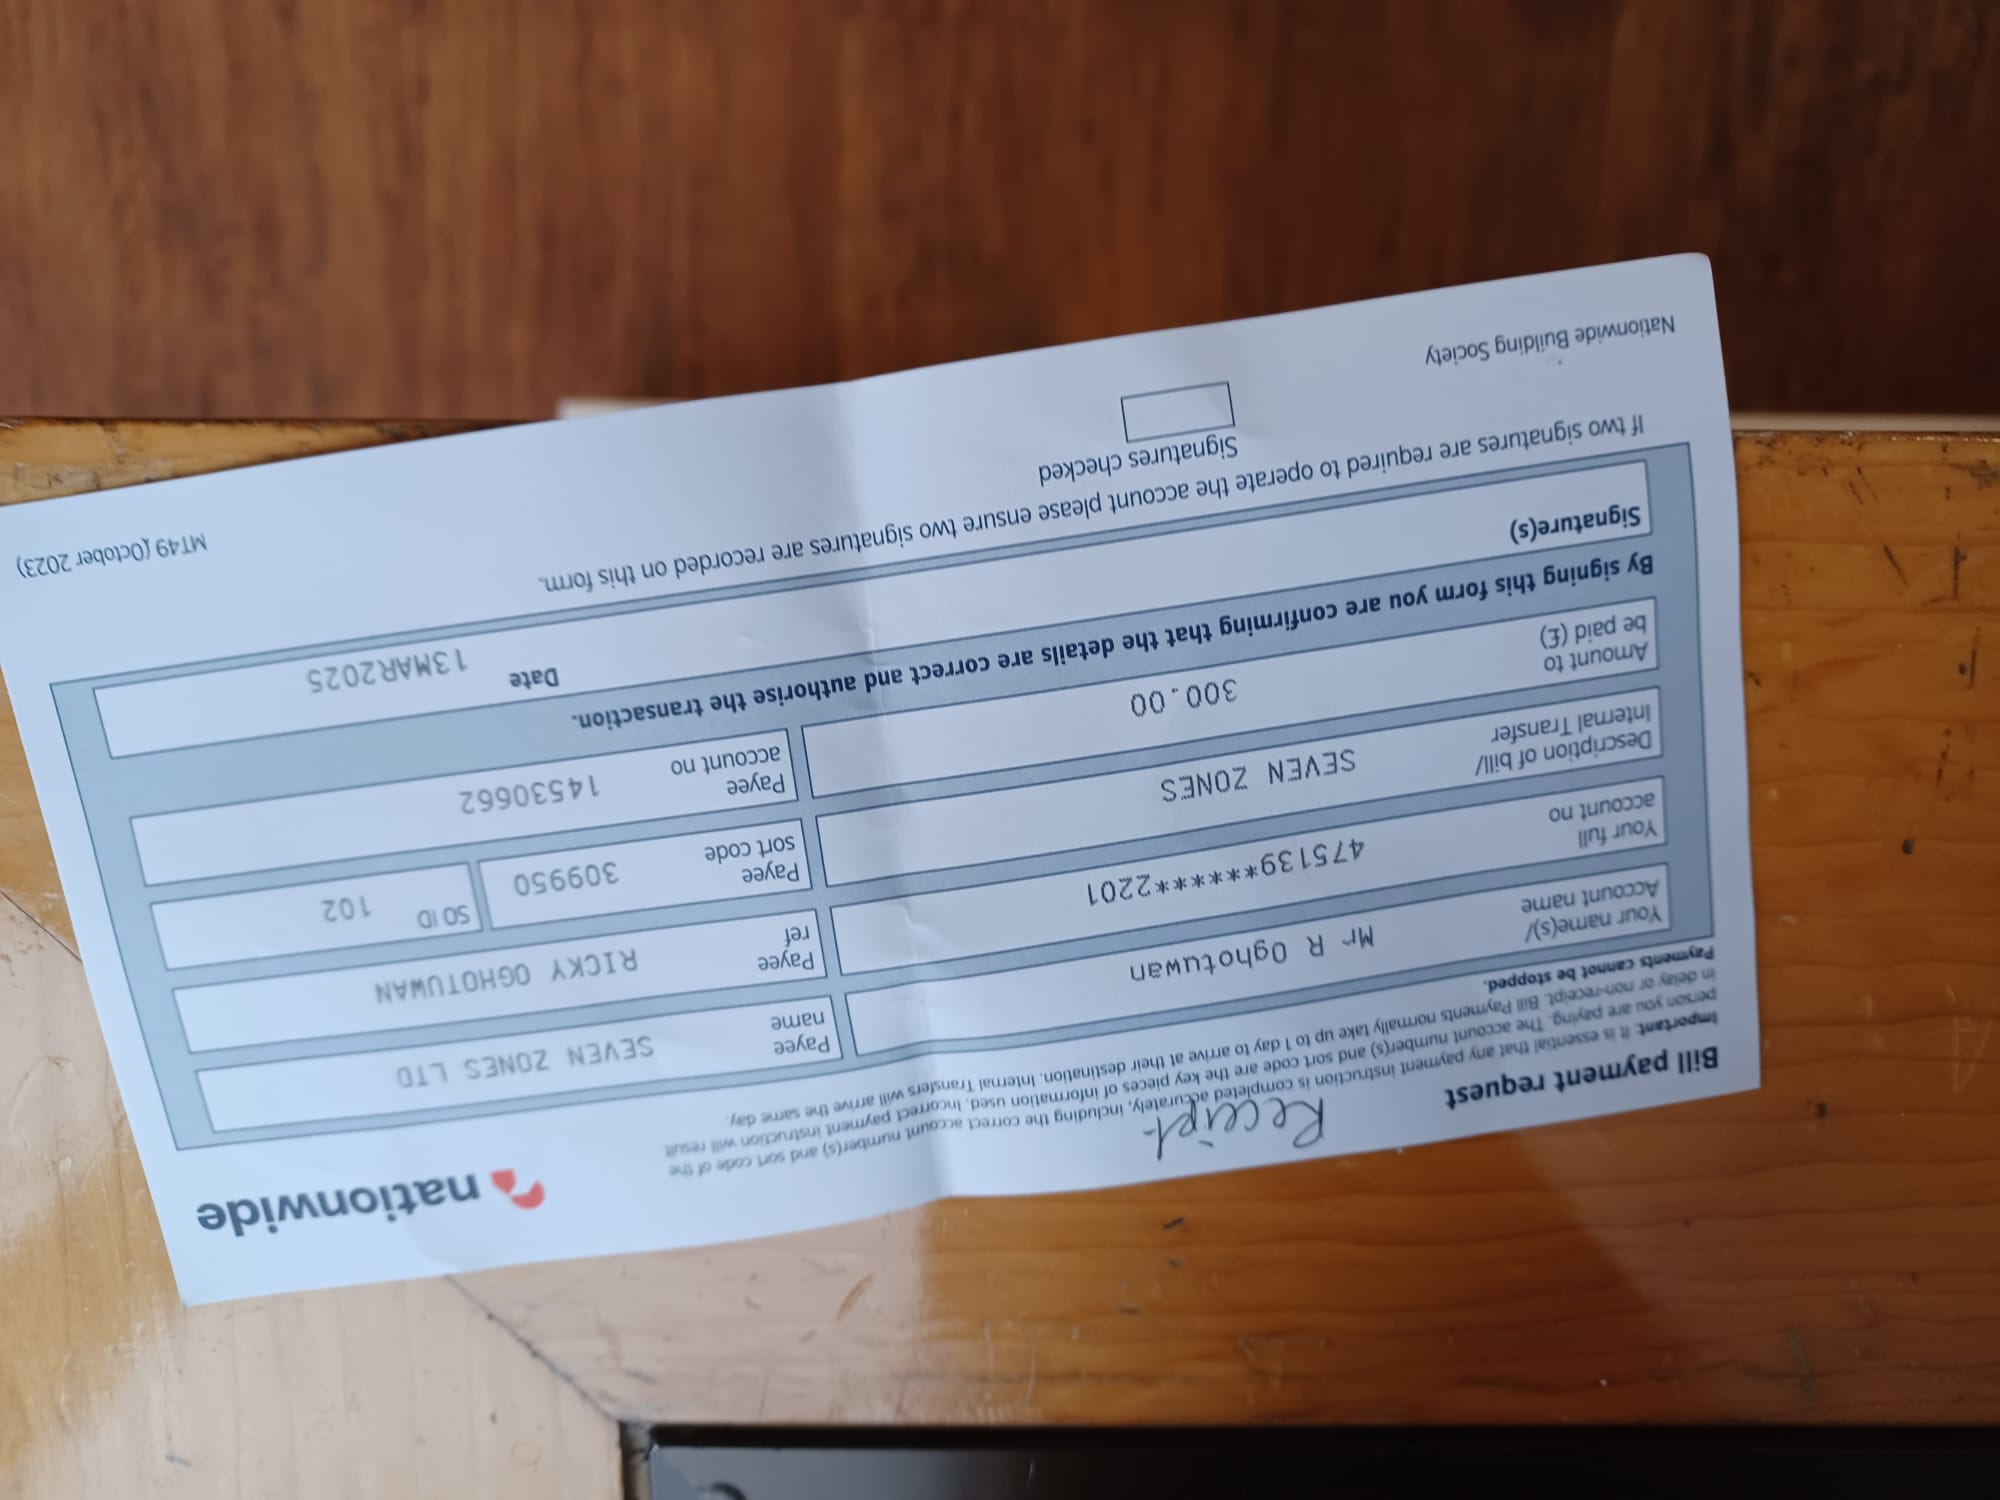 nationwide
Receipt
Bill payment request
Important: It is essential that any payment instruction is completed accurately, including the correct account number(s) and sort code of the
person you are paying. The account number(s) and sort code are the key pieces of information used. Incorrect payment instruction will result
in delay or non-receipt. Bill Payments normally take up to 1 day to arrive at their destination. Internal Transfers will arrive the same day.
Payments cannot be stopped.
Your name(s)/
Account name
Mr R Oghotuwan
Your full
account no
475139******2201
Description of bill/
Internal Transfer
SEVEN ZONES
Amount to
be paid (£)
300.00
Payee
name
SEVEN ZONES LTD
Payee
ref
RICKY OGHOTUWAN
Payee
sort code
309950
SO ID
102
Payee
account no
14530662
By signing this form you are confirming that the details are correct and authorise the transaction.
Signature(s)
Date
13MAR2025
If two signatures are required to operate the account please ensure two signatures are recorded on this form.
Signatures checked
MT49 (October 2023)
Nationwide Building Society